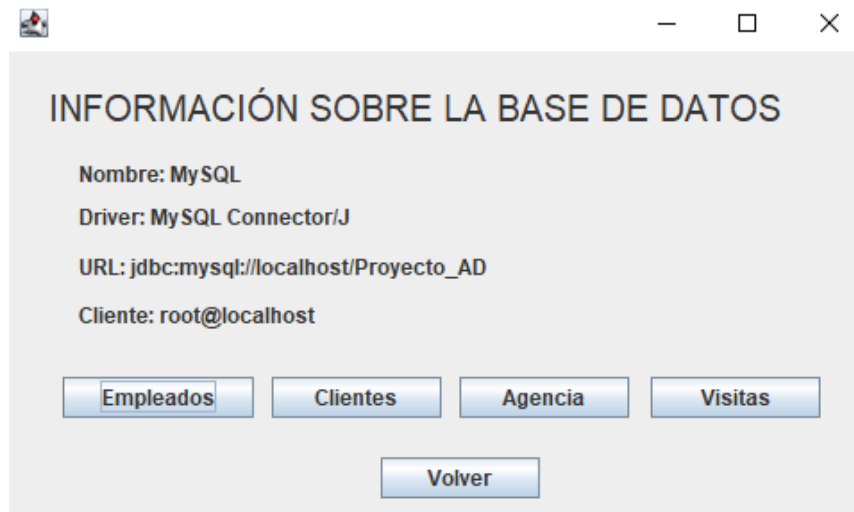 INFORMACIÓN SOBRE LA BASE DE DATOS
Nombre: MySQL
Driver: MySQL Connector/J
URL: jdbc:mysql://localhost/Proyecto_AD
Cliente: root@localhost
Empleados Clientes Agencia Visitas
Volver